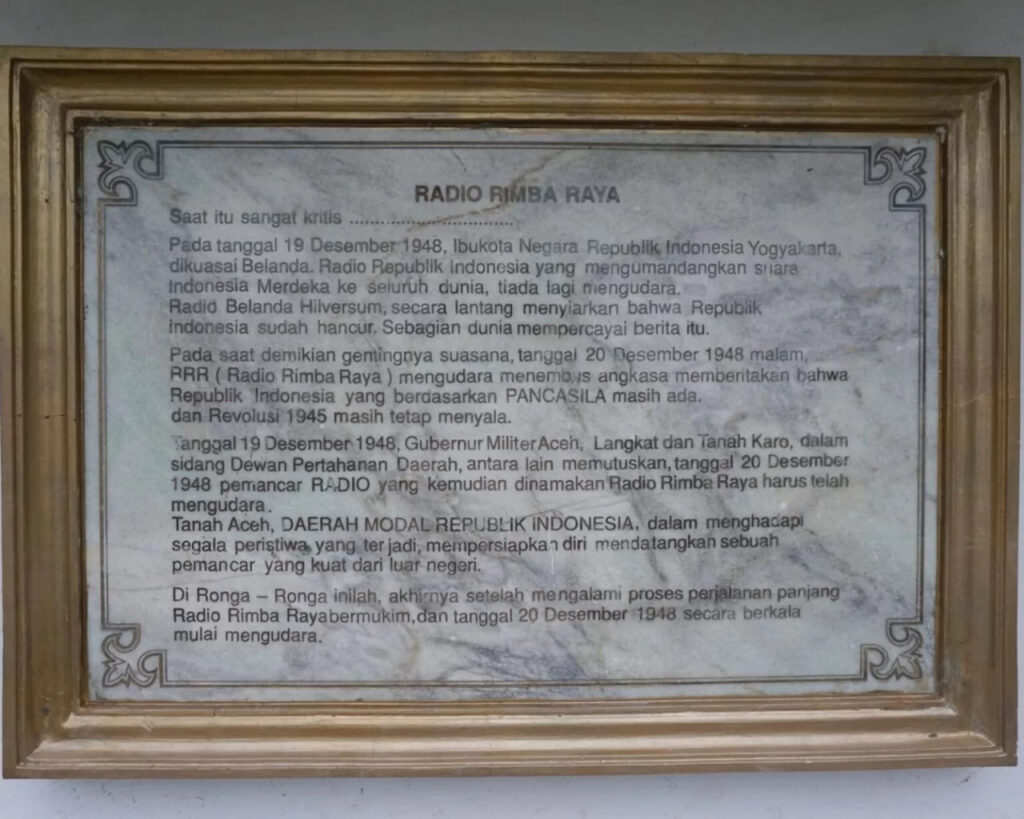 RADIO RIMBA RAYA
Saat itu sangat kritis ................................
Pada tanggal 19 Desember 1948, Ibukota Negara Republik Indonesia Yogyakarta,
dikuasai Belanda. Radio Republik Indonesia yang mengumandangkan suara
Indonesia Merdeka ke seluruh dunia, tiada lagi mengudara.
Radio Belanda Hilversum, secara lantang menyiarkan bahwa Republik
Indonesia sudah hancur. Sebagian dunia mempercayai berita itu.
Pada saat demikian gentingnya suasana, tanggal 20 Desember 1948 malam,
RRR ( Radio Rimba Raya ) mengudara menembus angkasa memberitakan bahwa
Republik Indonesia yang berdasarkan PANCASILA masih ada.
dan Revolusi 1945 masih tetap menyala.
Tanggal 19 Desember 1948, Gubernur Militer Aceh, Langkat dan Tanah Karo, dalam
sidang Dewan Pertahanan Daerah, antara lain memutuskan, tanggal 20 Desember
1948 pemancar RADIO yang kemudian dinamakan Radio Rimba Raya harus telah
mengudara.
Tanah Aceh, DAERAH MODAL REPUBLIK INDONESIA, dalam menghadapi
segala peristiwa yang terjadi, mempersiapkan diri mendatangkan sebuah
pemancar yang kuat dari luar negeri.
Di Ronga – Ronga inilah, akhirnya setelah mengalami proses perjalanan panjang
Radio Rimba Raya bermukim, dan tanggal 20 Desember 1948 secara berkala
mulai mengudara.